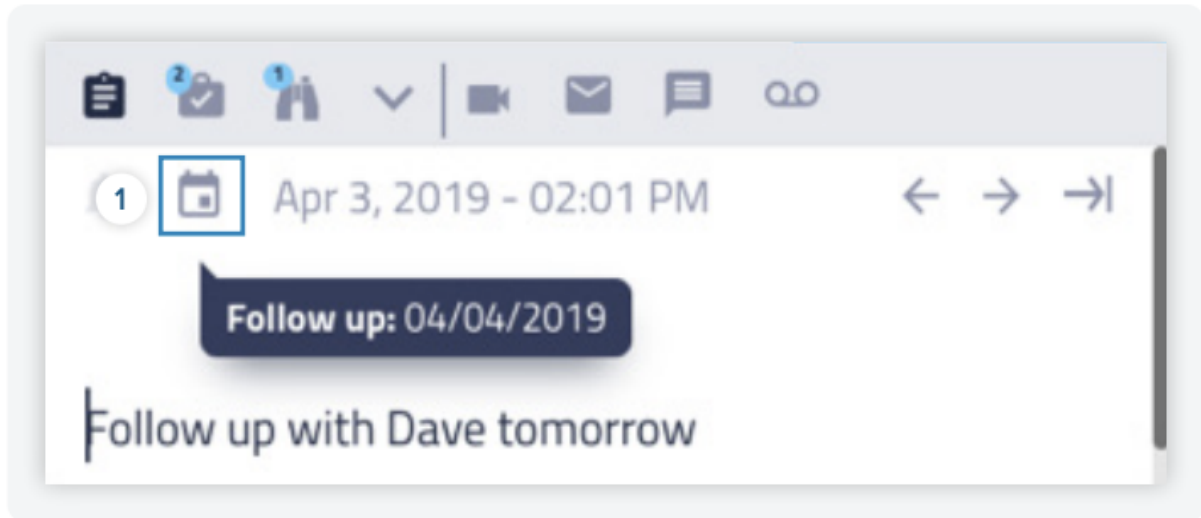 2 1
1 Apr 3, 2019 - 02:01 PM
Follow up: 04/04/2019
Follow up with Dave tomorrow